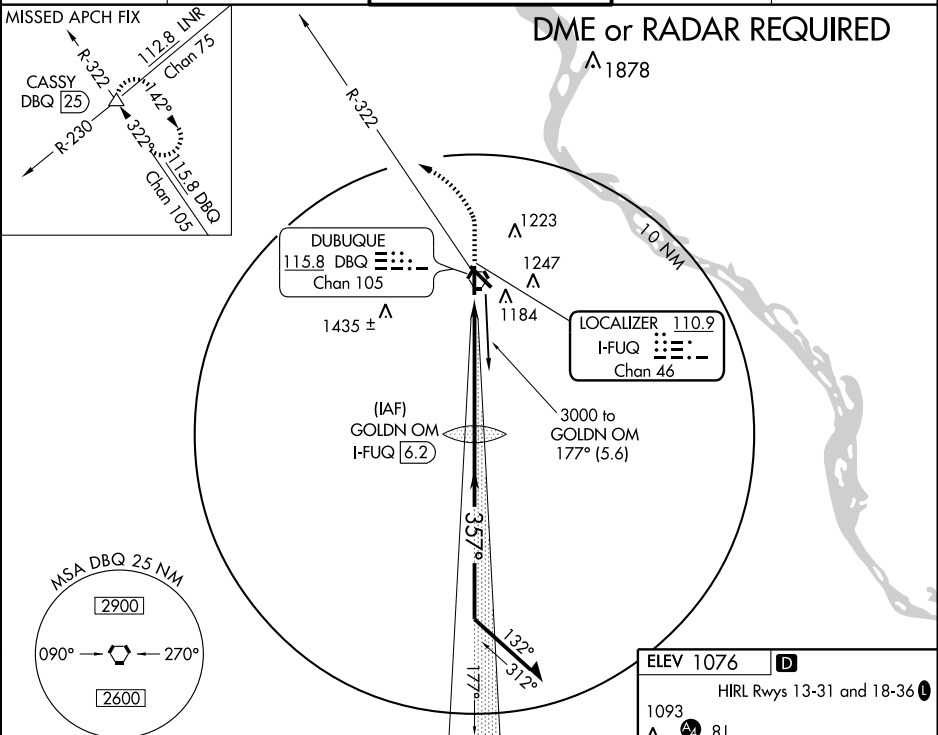 MISSED APCH FIX
112.8 LNR
Chan 75
R-322
CASSY
DBQ 25
142°
R-230
322°
115.8 DBQ
Chan 105
DME or RADAR REQUIRED
1878
R-322
1223
10 NM
DUBUQUE
115.8 DBQ
Chan 105
1247
1184
1435 ±
LOCALIZER 110.9
I-FUQ
Chan 46
(IAF)
GOLDN OM
I-FUQ 6.2
3000 to
GOLDN OM
177° (5.6)
357°
MSA DBQ 25 NM
2900
090°
270°
2600
132°
312°
177°
ELEV 1076 D
HIRL Rwys 13-31 and 18-36 L
1093